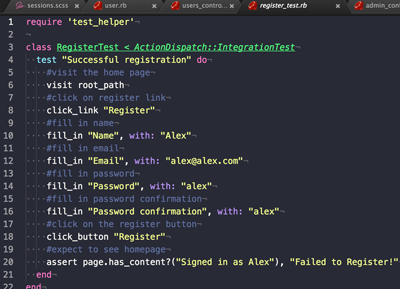 sessions.scss user.rb users_contro... register_test.rb admin_cont
1 require 'test_helper'¬
2 ¬
3 class RegisterTest < ActionDispatch::IntegrationTest¬
4 ··test "Successful registration" do¬
5 ····#visit the home page¬
6 ····visit root_path¬
7 ····#click on register link¬
8 ····click_link "Register"¬
9 ····#fill in name¬
10 ····fill_in "Name", with: "Alex"¬
11 ····#fill in email¬
12 ····fill_in "Email", with: "alex@alex.com"¬
13 ····#fill in password¬
14 ····fill_in "Password", with: "alex"¬
15 ····#fill in password confirmation¬
16 ····fill_in "Password confirmation", with: "alex"¬
17 ····#click on the register button¬
18 ····click_button "Register"¬
19 ····#expect to see homepage¬
20 ····assert page.has_content?("Signed in as Alex"), "Failed to Register!"
21 ··end¬
22 end¬